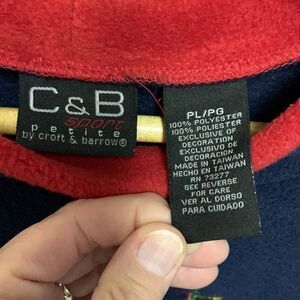 C&B
sport
petite
by croft & barrow®
PL/PG
100% POLYESTER
100% POLIESTER
EXCLUSIVE OF
DECORATION
EXCLUSIVO DE
DECORACION
MADE IN TAIWAN
HECHO EN TAIWAN
RN 73277
SEE REVERSE
FOR CARE
VER AL DORSO
PARA CUIDADO